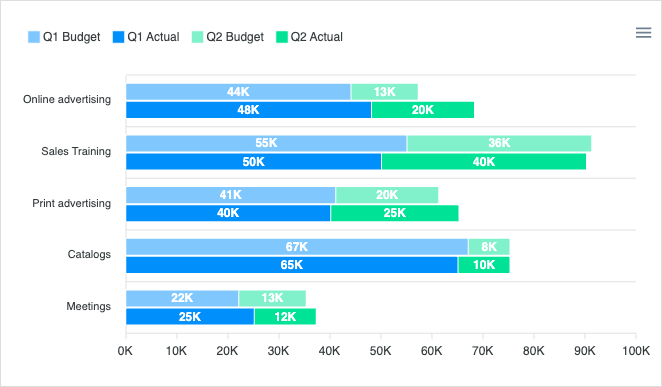 Q1 Budget Q1 Actual Q2 Budget Q2 Actual
44K 13K
Online advertising
48K 20K
55K 36K
Sales Training
50K 40K
41K 20K
Print advertising
40K 25K
67K 8K
Catalogs
65K 10K
22K 13K
Meetings
25K 12K
0K 10K 20K 30K 40K 50K 60K 70K 80K 90K 100K